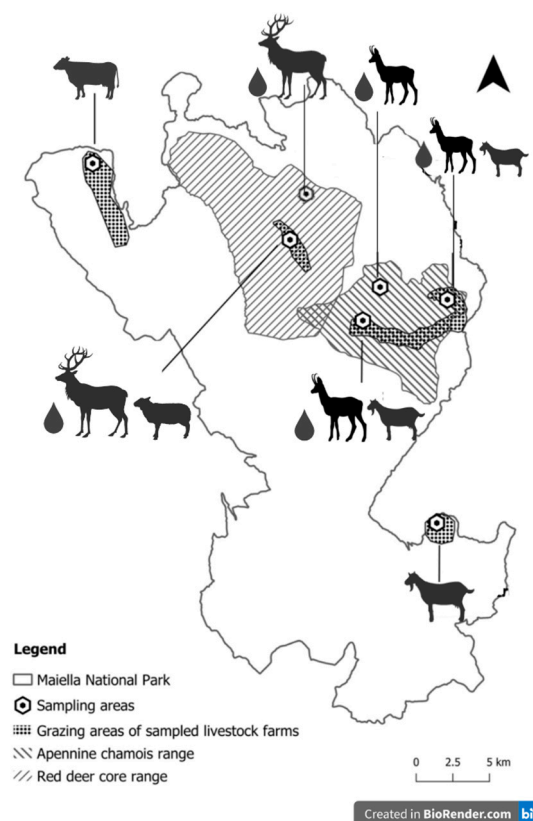 Legend
Maiella National Park
Sampling areas
Grazing areas of sampled livestock farms
Apennine chamois range
Red deer core range
0 2.5 5 km
Created in BioRender.com bi